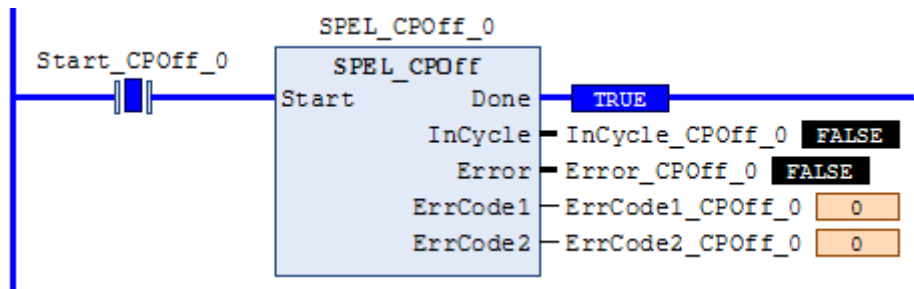 SPEL_CPOff_0
Start_CPOff_0
SPEL_CPOff
Start Done TRUE
InCycle InCycle_CPOff_0 FALSE
Error Error_CPOff_0 FALSE
ErrCode1 ErrCode1_CPOff_0 0
ErrCode2 ErrCode2_CPOff_0 0